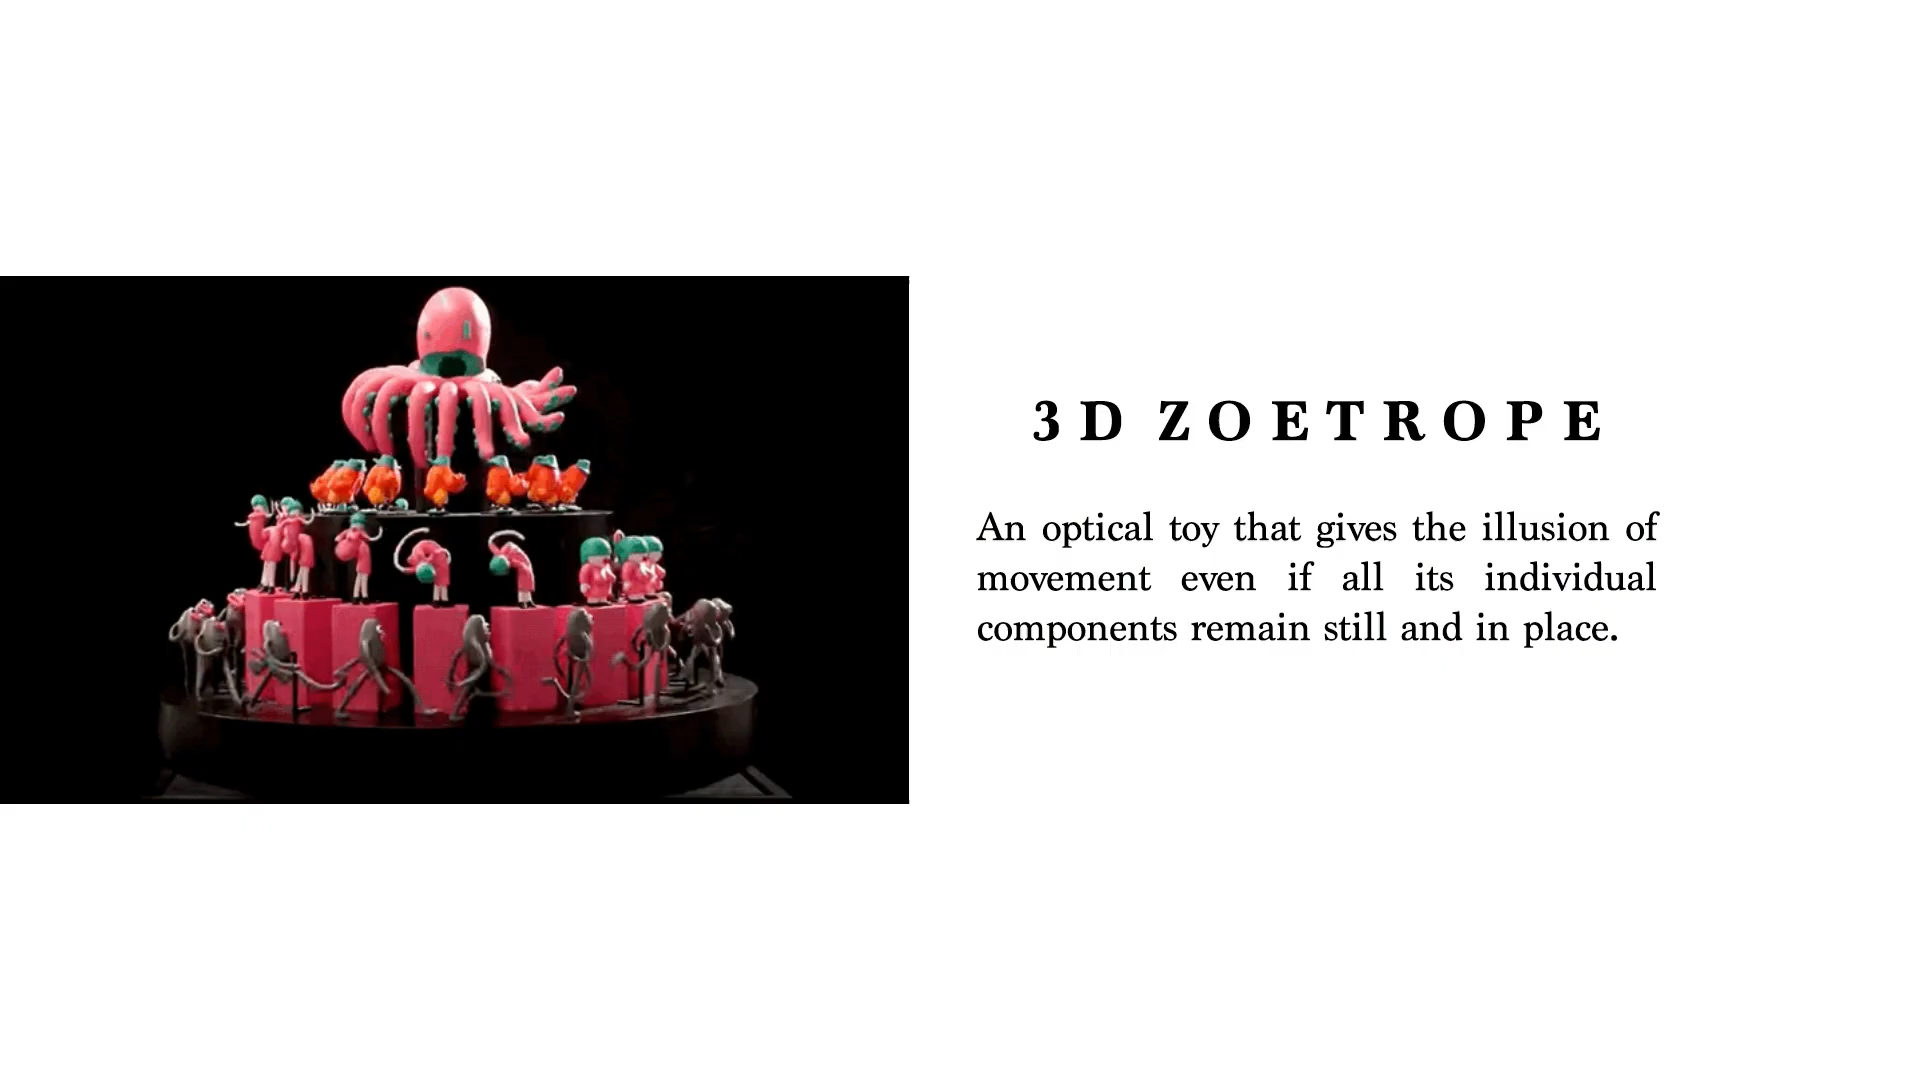 3D ZOETROPE
An optical toy that gives the illusion of
movement even if all its individual
components remain still and in place.